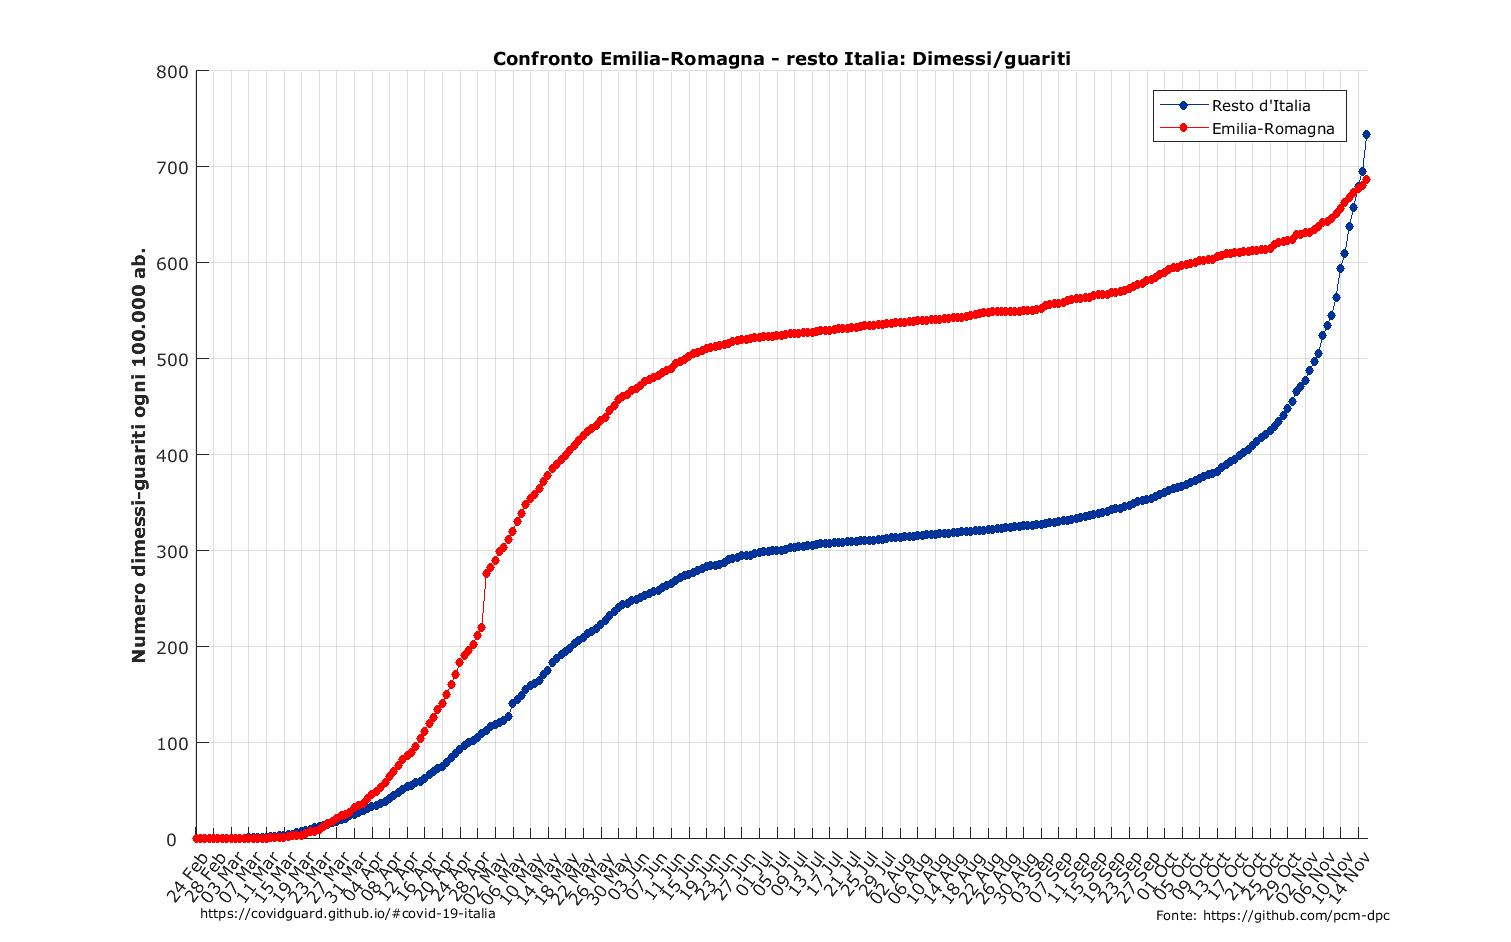 Confronto Emilia-Romagna - resto Italia: Dimessi/guariti
Resto d'Italia
Emilia-Romagna
Numero dimessi-guariti ogni 100.000 ab.
800
700
600
500
400
300
200
100
0
24 Feb
28 Feb
03 Mar
07 Mar
11 Mar
15 Mar
19 Mar
23 Mar
27 Mar
31 Mar
04 Apr
08 Apr
12 Apr
16 Apr
20 Apr
24 Apr
28 Apr
02 May
06 May
10 May
14 May
18 May
22 May
26 May
30 May
03 Jun
07 Jun
11 Jun
15 Jun
19 Jun
23 Jun
27 Jun
01 Jul
05 Jul
09 Jul
13 Jul
17 Jul
21 Jul
25 Jul
29 Jul
02 Aug
06 Aug
10 Aug
14 Aug
18 Aug
22 Aug
26 Aug
30 Aug
03 Sep
07 Sep
11 Sep
15 Sep
19 Sep
23 Sep
27 Sep
01 Oct
05 Oct
09 Oct
13 Oct
17 Oct
21 Oct
25 Oct
29 Oct
02 Nov
06 Nov
10 Nov
14 Nov
https://covidguard.github.io/#covid-19-italia
Fonte: https://github.com/pcm-dpc